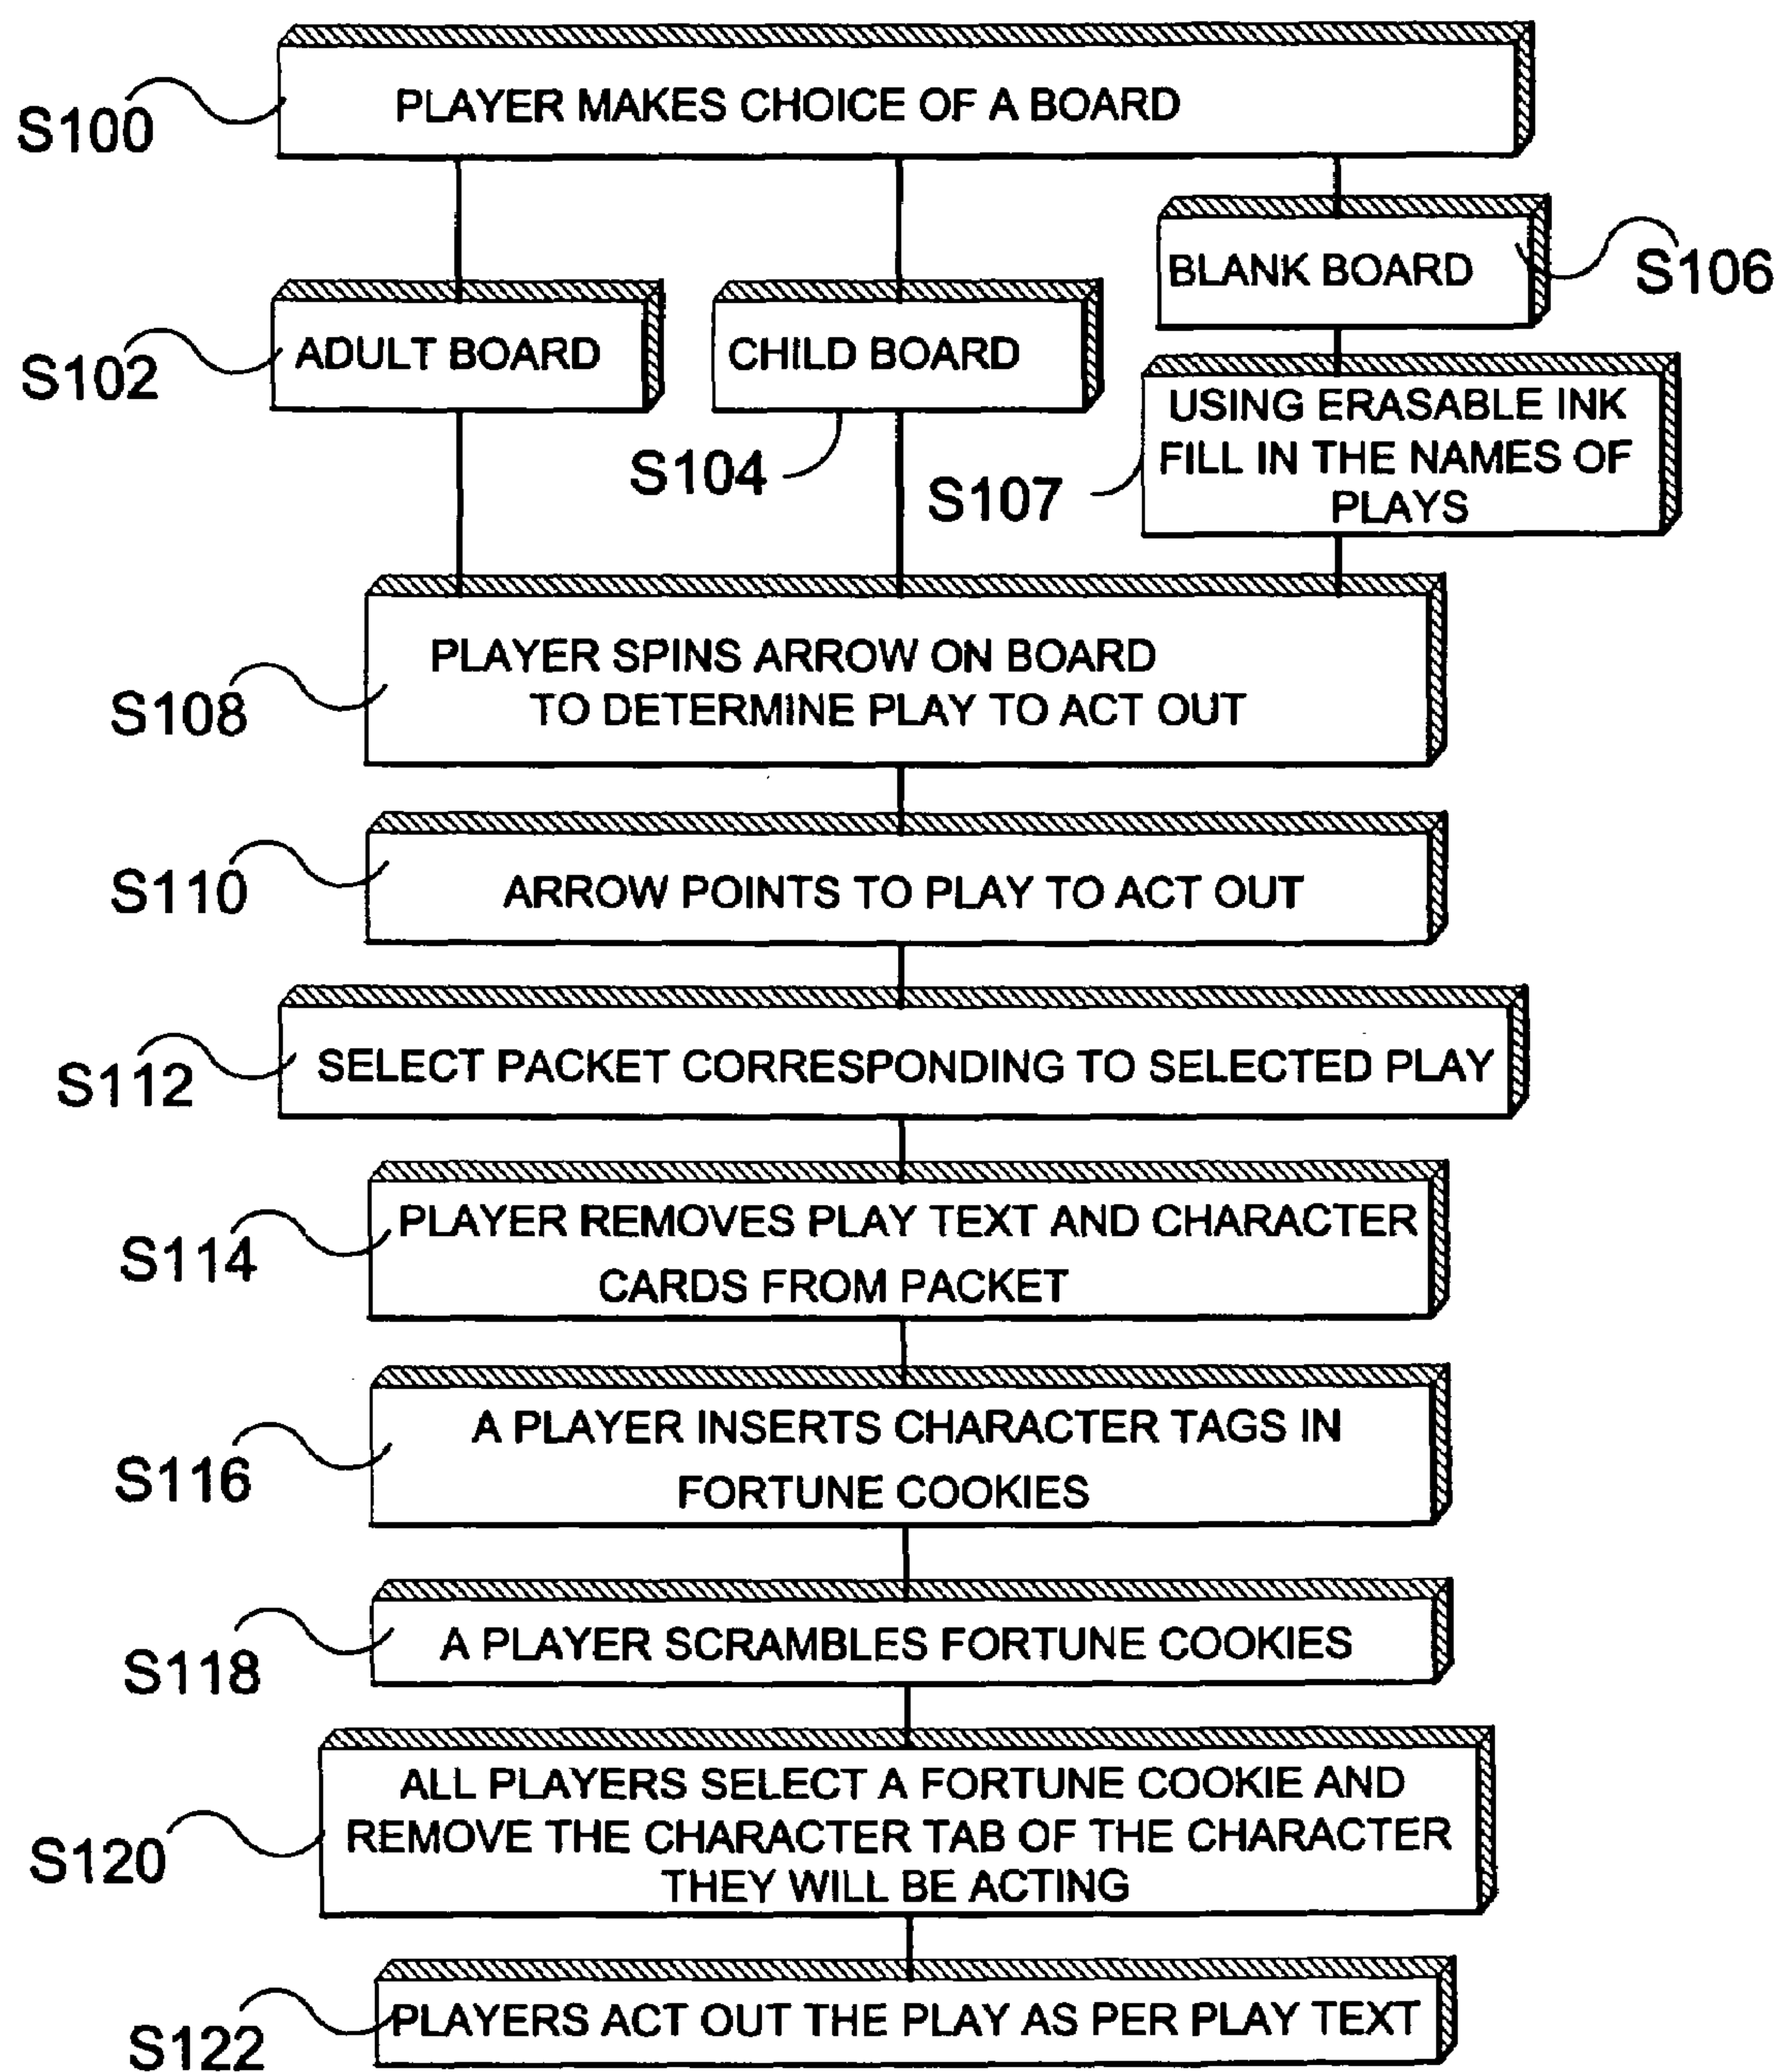 S100
PLAYER MAKES CHOICE OF A BOARD
BLANK BOARD
S106
S102
ADULT BOARD
CHILD BOARD
S104
S107
USING ERASABLE INK
FILL IN THE NAMES OF
PLAYS
S108
PLAYER SPINS ARROW ON BOARD
TO DETERMINE PLAY TO ACT OUT
S110
ARROW POINTS TO PLAY TO ACT OUT
S112
SELECT PACKET CORRESPONDING TO SELECTED PLAY
S114
PLAYER REMOVES PLAY TEXT AND CHARACTER
CARDS FROM PACKET
S116
A PLAYER INSERTS CHARACTER TAGS IN
FORTUNE COOKIES
S118
A PLAYER SCRAMBLES FORTUNE COOKIES
S120
ALL PLAYERS SELECT A FORTUNE COOKIE AND
REMOVE THE CHARACTER TAB OF THE CHARACTER
THEY WILL BE ACTING
S122
PLAYERS ACT OUT THE PLAY AS PER PLAY TEXT